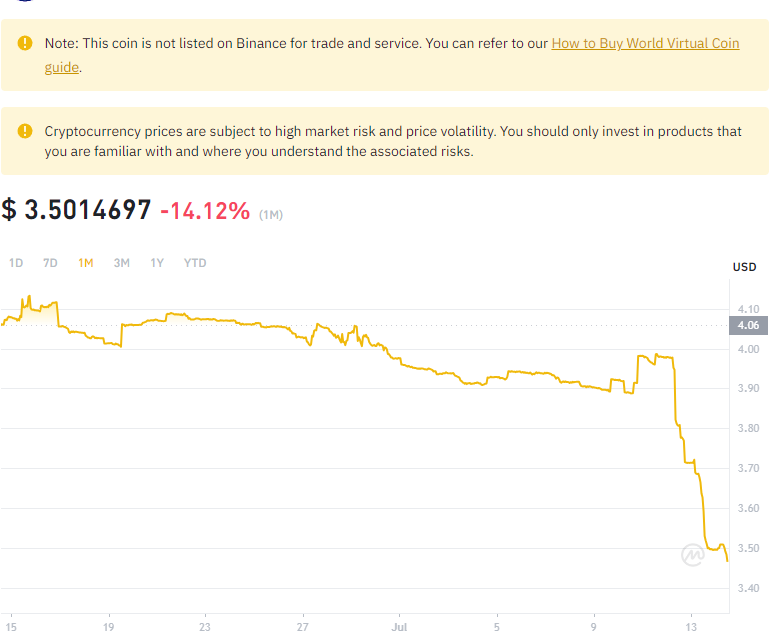 Note: This coin is not listed on Binance for trade and service. You can refer to our How to Buy World Virtual Coin
guide.
Cryptocurrency prices are subject to high market risk and price volatility. You should only invest in products that
you are familiar with and where you understand the associated risks.
$ 3.5014697 -14.12% (1M)
1D 7D 1M 3M 1Y YTD
USD
4.10
4.06
4.00
3.90
3.80
3.70
3.60
3.50
3.40
15 19 23 27 Jul 5 9 13